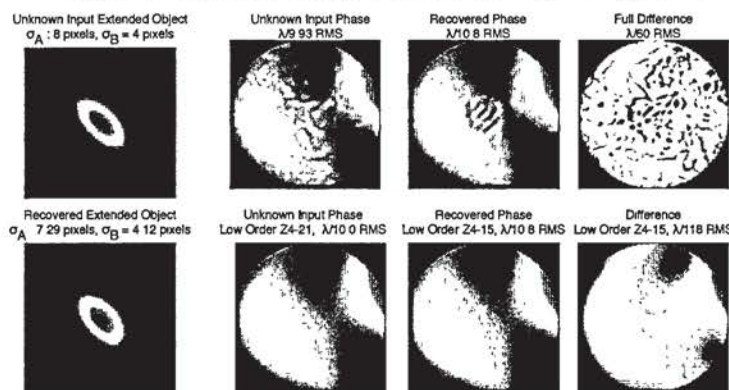 Unknown Input Extended Object
σA : 8 pixels, σB = 4 pixels
Unknown Input Phase
λ/9 93 RMS
Recovered Phase
λ/10 8 RMS
Full Difference
λ/60 RMS
Recovered Extended Object
σA 7 29 pixels, σB = 4 12 pixels
Unknown Input Phase
Low Order Z4-21, λ/10 0 RMS
Recovered Phase
Low Order Z4-15, λ/10 8 RMS
Difference
Low Order Z4-15, λ/118 RMS